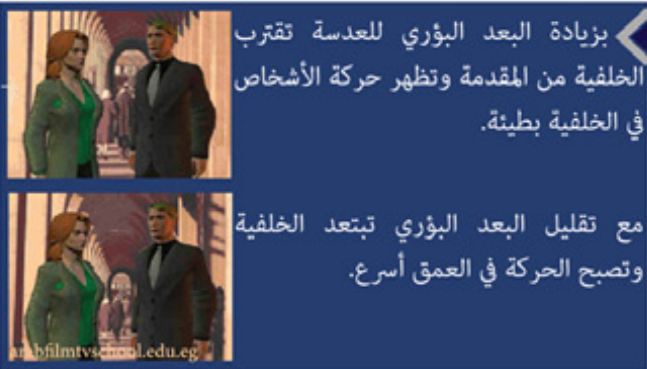 بزيادة البعد البؤري للعدسة تقترب
الخلفية من المقدمة وتظهر حركة الأشخاص
في الخلفية بطيئة.
مع تقليل البعد البؤري تبتعد الخلفية
وتصبح الحركة في العمق أسرع.
arabfilmtvschool.edu.eg